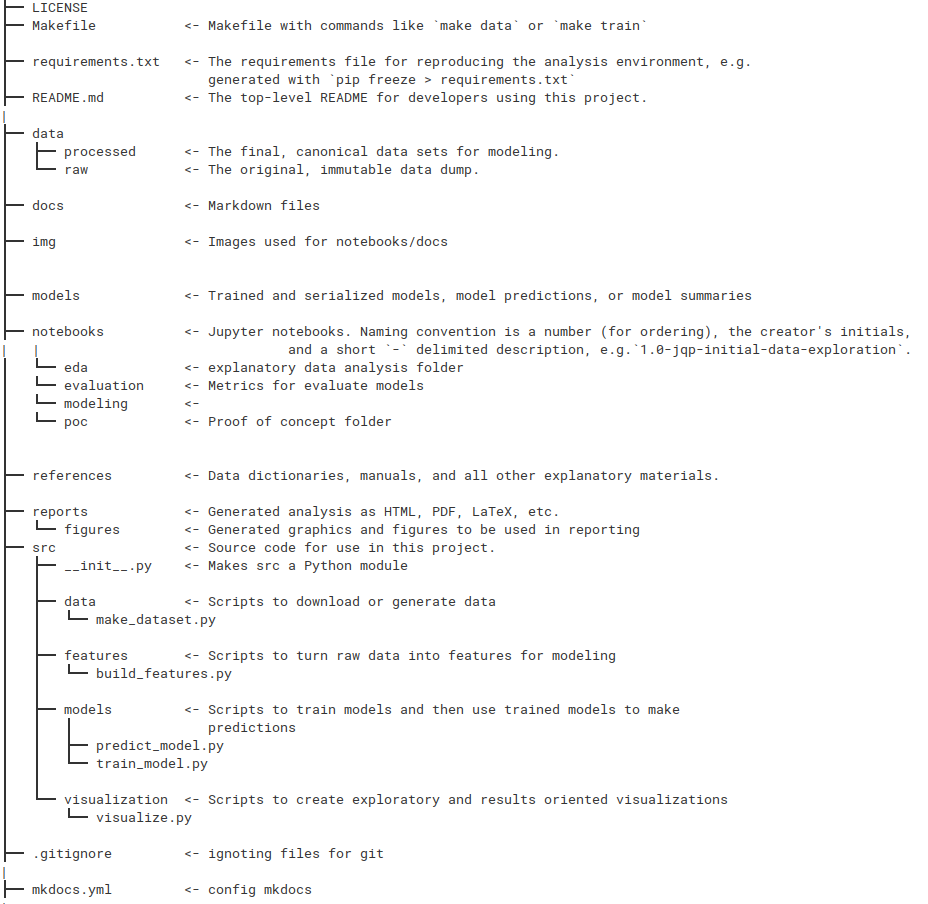 ├── LICENSE
├── Makefile           <- Makefile with commands like `make data` or `make train`
├── requirements.txt   <- The requirements file for reproducing the analysis environment, e.g.
                          generated with `pip freeze > requirements.txt`
├── README.md          <- The top-level README for developers using this project.
|
├── data
│   ├── processed      <- The final, canonical data sets for modeling.
│   └── raw            <- The original, immutable data dump.
├── docs               <- Markdown files
├── img                <- Images used for notebooks/docs
├── models             <- Trained and serialized models, model predictions, or model summaries
├── notebooks          <- Jupyter notebooks. Naming convention is a number (for ordering), the creator's initials,
|   |                                and a short `-` delimited description, e.g.`1.0-jqp-initial-data-exploration`.
│   └── eda            <- explanatory data analysis folder
│   └── evaluation     <- Metrics for evaluate models
│   └── modeling       <-
│   └── poc            <- Proof of concept folder
├── references         <- Data dictionaries, manuals, and all other explanatory materials.
├── reports            <- Generated analysis as HTML, PDF, LaTeX, etc.
│   └── figures        <- Generated graphics and figures to be used in reporting
├── src                <- Source code for use in this project.
│   ├── __init__.py    <- Makes src a Python module
│   ├── data           <- Scripts to download or generate data
│   │   └── make_dataset.py
│   ├── features       <- Scripts to turn raw data into features for modeling
│   │   └── build_features.py
│   ├── models         <- Scripts to train models and then use trained models to make
│   │   │                 predictions
│   │   ├── predict_model.py
│   │   └── train_model.py
│   └── visualization  <- Scripts to create exploratory and results oriented visualizations
│       └── visualize.py
├── .gitignore         <- ignoting files for git
|
├── mkdocs.yml         <- config mkdocs